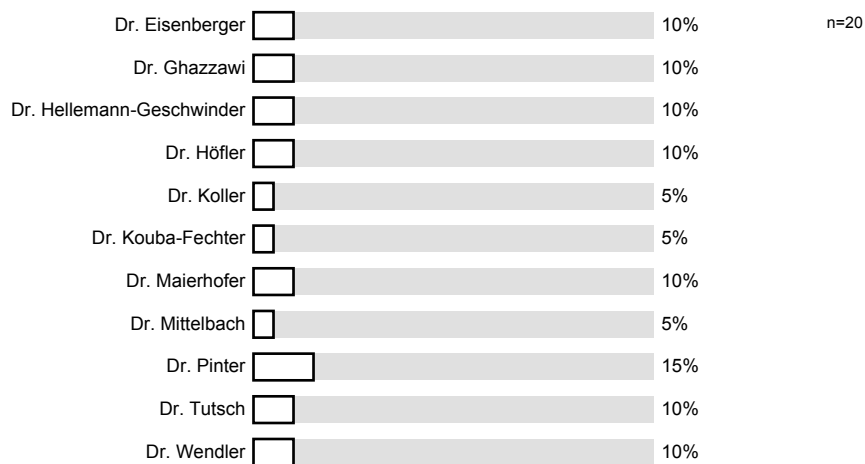 Dr. Eisenberger 10% n=20
Dr. Ghazzawi 10%
Dr. Hellemann-Geschwinder 10%
Dr. Höfler 10%
Dr. Koller 5%
Dr. Kouba-Fechter 5%
Dr. Maierhofer 10%
Dr. Mittelbach 5%
Dr. Pinter 15%
Dr. Tutsch 10%
Dr. Wendler 10%